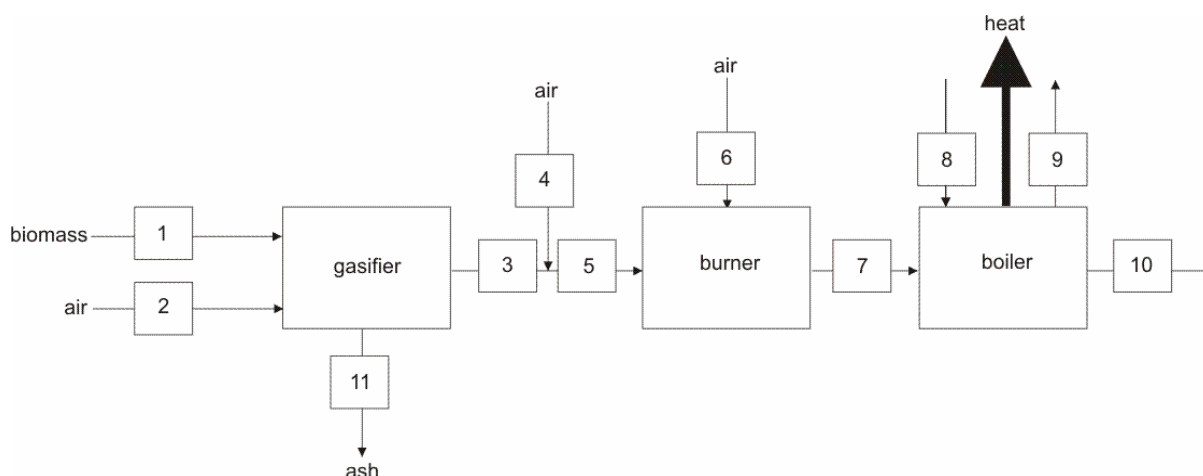 heat
air
air
4
6
8
9
biomass
1
gasifier
3
5
burner
7
boiler
10
air
2
11
ash